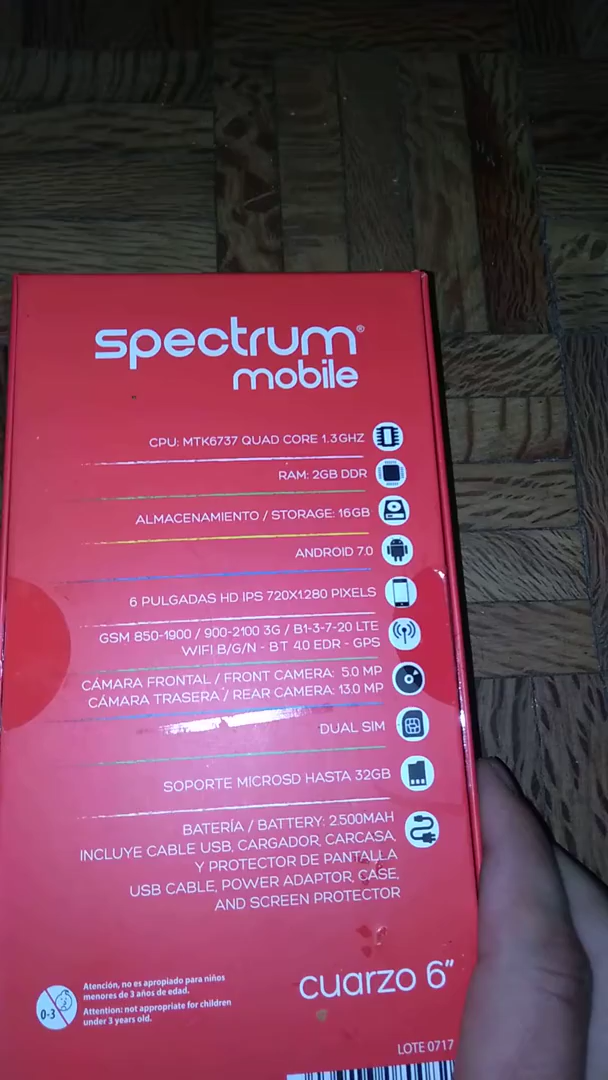 spectrum®
mobile
CPU: MTK6737 QUAD CORE 1.3GHZ
RAM: 2GB DDR
ALMACENAMIENTO / STORAGE: 16GB
ANDROID 7.0
6 PULGADAS HD IPS 720X1280 PIXELS
GSM 850-1900 / 900-2100 3G / B1-3-7-20 LTE
WIFI B/G/N - BT 4.0 EDR - GPS
CÁMARA FRONTAL / FRONT CAMERA: 5.0 MP
CÁMARA TRASERA / REAR CAMERA: 13.0 MP
DUAL SIM
SOPORTE MICROSD HASTA 32GB
BATERÍA / BATTERY: 2.500MAH
INCLUYE CABLE USB, CARGADOR, CARCASA
Y PROTECTOR DE PANTALLA
USB CABLE, POWER ADAPTOR, CASE,
AND SCREEN PROTECTOR
cuarzo 6"
0-3
Atención, no es apropiado para niños
menores de 3 años de edad.
Attention: not appropriate for children
under 3 years old.
LOTE 0717